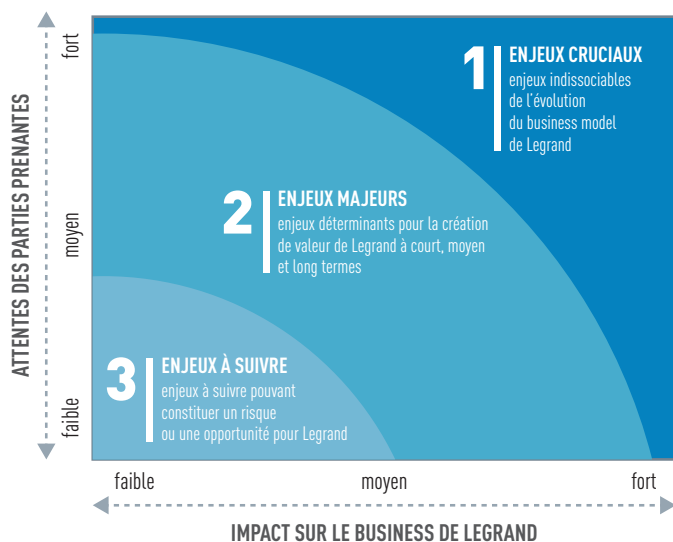 ATTENTES DES PARTIES PRENANTES
fort
moyen
faible
1
ENJEUX CRUCIAUX
enjeux indissociables
de l'évolution
du business model
de Legrand
2
ENJEUX MAJEURS
enjeux déterminants pour la création
de valeur de Legrand à court, moyen
et long termes
3
ENJEUX À SUIVRE
enjeux à suivre pouvant
constituer un risque
ou une opportunité pour Legrand
faible
moyen
fort
IMPACT SUR LE BUSINESS DE LEGRAND